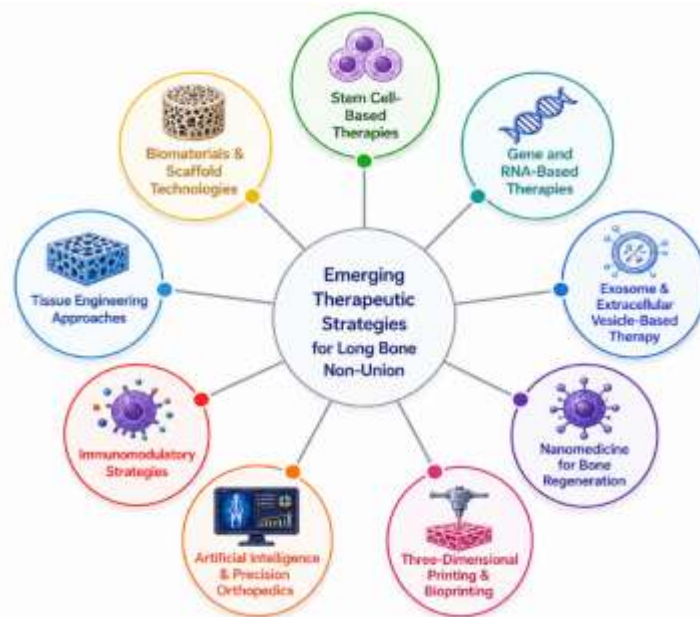 Emerging
Therapeutic
Strategies
for Long Bone
Non-Union
Stem Cell-
Based
Therapies
Gene and
RNA-Based
Therapies
Exosome &
Extracellular
Vesicle-Based
Therapy
Nanomedicine
for Bone
Regeneration
Three-Dimensional
Printing &
Bioprinting
Artificial Intelligence
& Precision
Orthopedics
Immunomodulatory
Strategies
Tissue Engineering
Approaches
Biomaterials &
Scaffold
Technologies